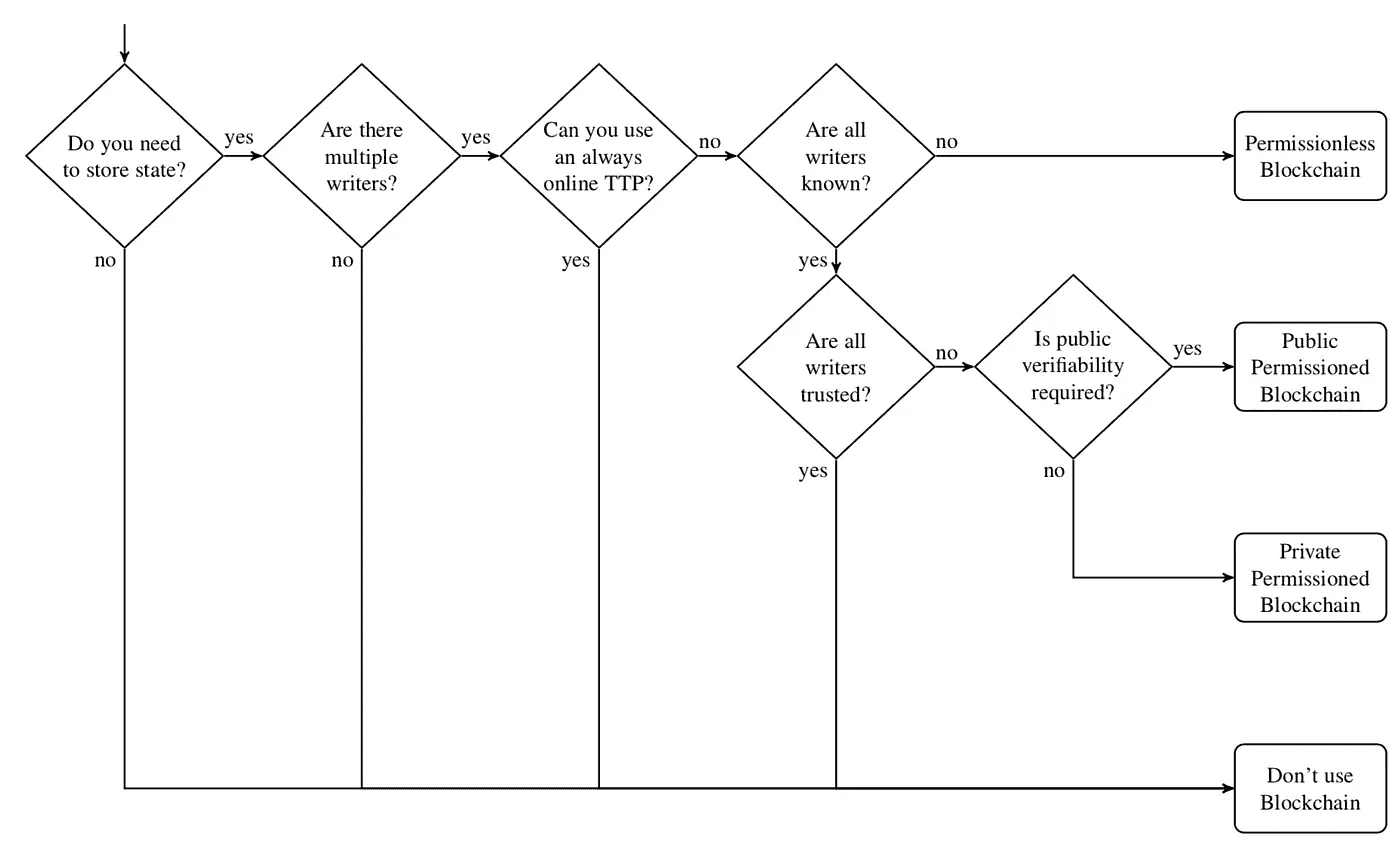 Do you need
to store state?
yes
no
Are there
multiple
writers?
yes
no
Can you use
an always
online TTP?
no
yes
Are all
writers
known?
no
yes
Permissionless
Blockchain
Are all
writers
trusted?
no
yes
Is public
verifiability
required?
yes
no
Public
Permissioned
Blockchain
Private
Permissioned
Blockchain
Don’t use
Blockchain